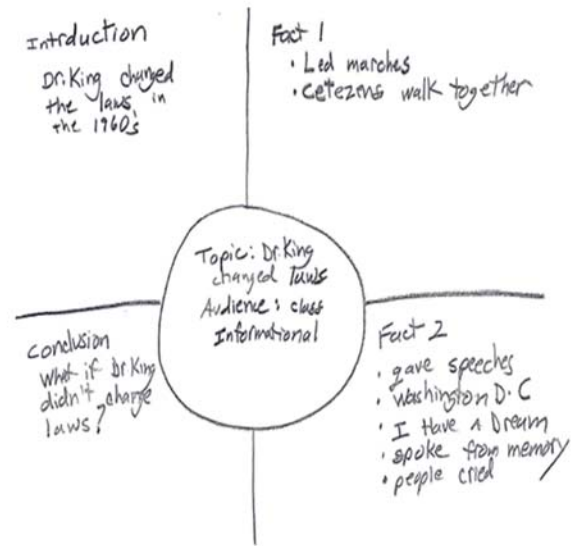 Intrduction
Dr. King changed
the laws, in
the 1960s
Fact 1
• Led marches
• cetezens walk together
Topic: Dr. King
changed laws
Audience: class
Informational
Conclusion
What if Dr King
didn't change
laws?
Fact 2
• gave speeches
• Washington D.C
• I Have A Dream
• spoke from memory
• people cried